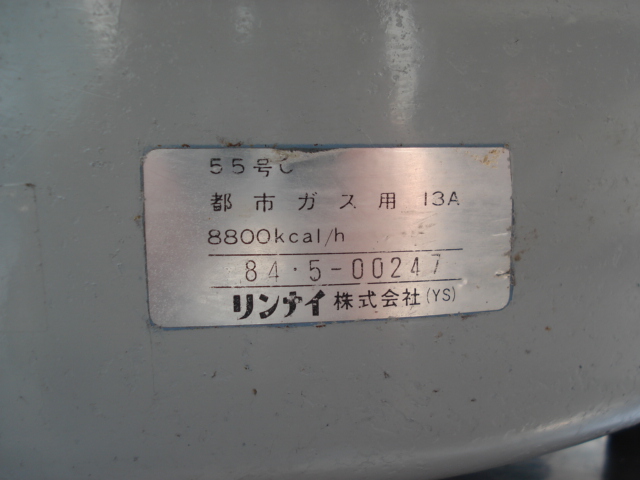 55号C
都市ガス用 13A
8800kcal/h
84.5-00247
リンナイ株式会社(YS)